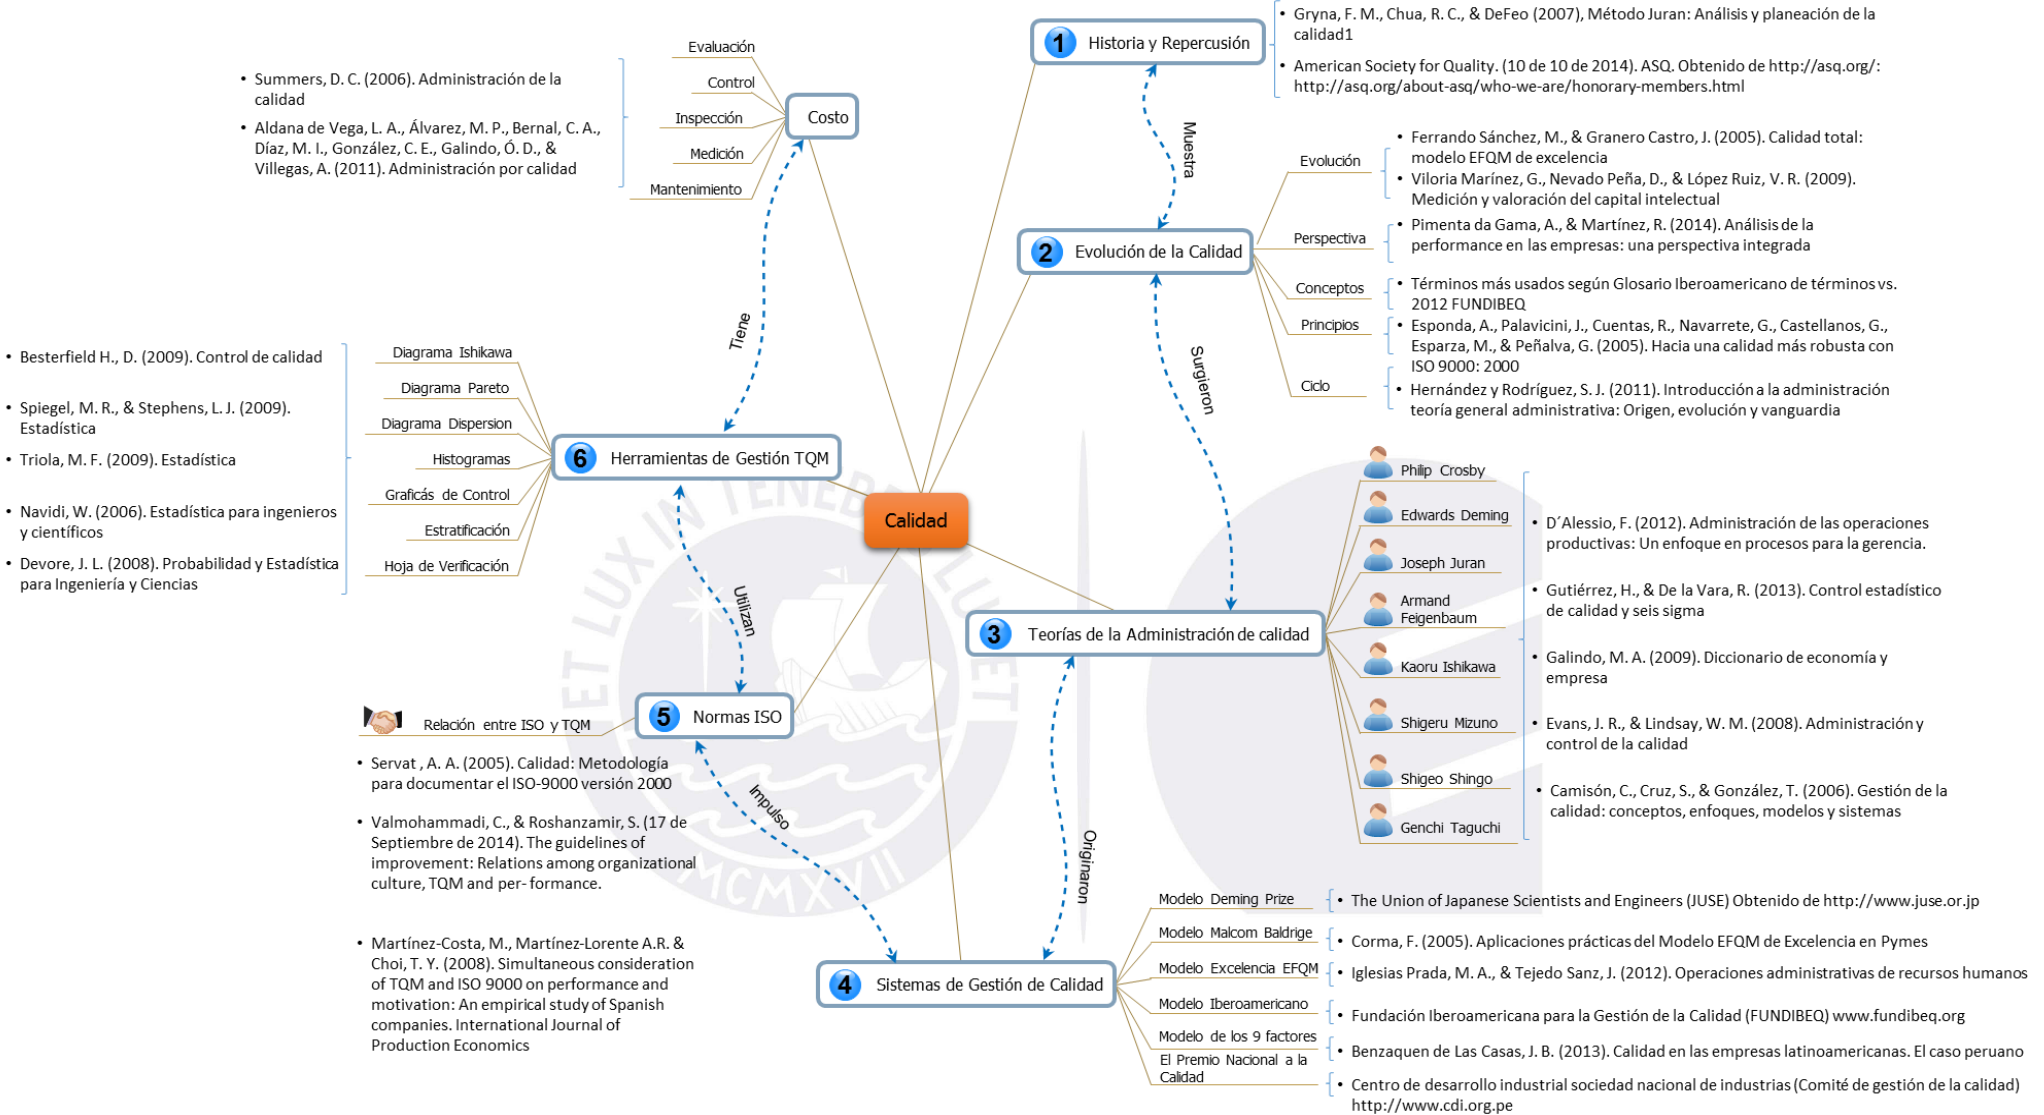 1 Historia y Repercusión
• Gryna, F. M., Chua, R. C., & DeFeo (2007), Método Juran: Análisis y planeación de la
calidad1
• American Society for Quality. (10 de 10 de 2014). ASQ. Obtenido de http://asq.org/:
http://asq.org/about-asq/who-we-are/honorary-members.html
Muestra
2 Evolución de la Calidad
Evolución
• Ferrando Sánchez, M., & Granero Castro, J. (2005). Calidad total:
modelo EFQM de excelencia
• Viloria Marínez, G., Nevado Peña, D., & López Ruiz, V. R. (2009).
Medición y valoración del capital intelectual
Perspectiva
• Pimenta da Gama, A., & Martínez, R. (2014). Análisis de la
performance en las empresas: una perspectiva integrada
Conceptos
• Términos más usados según Glosario Iberoamericano de términos vs.
2012 FUNDIBEQ
Principios
• Esponda, A., Palavicini, J., Cuentas, R., Navarrete, G., Castellanos, G.,
Esparza, M., & Peñalva, G. (2005). Hacia una calidad más robusta con
ISO 9000: 2000
Ciclo
• Hernández y Rodríguez, S. J. (2011). Introducción a la administración
teoría general administrativa: Origen, evolución y vanguardia
Surgieron
Calidad
3 Teorías de la Administración de calidad
Philip Crosby
Edwards Deming
Joseph Juran
Armand
Feigenbaum
Kaoru Ishikawa
Shigeru Mizuno
Shigeo Shingo
Genchi Taguchi
• D´Alessio, F. (2012). Administración de las operaciones
productivas: Un enfoque en procesos para la gerencia.
• Gutiérrez, H., & De la Vara, R. (2013). Control estadístico
de calidad y seis sigma
• Galindo, M. A. (2009). Diccionario de economía y
empresa
• Evans, J. R., & Lindsay, W. M. (2008). Administración y
control de la calidad
• Camisón, C., Cruz, S., & González, T. (2006). Gestión de la
calidad: conceptos, enfoques, modelos y sistemas
Originaron
4 Sistemas de Gestión de Calidad
Modelo Deming Prize
• The Union of Japanese Scientists and Engineers (JUSE) Obtenido de http://www.juse.or.jp
Modelo Malcom Baldrige
• Corma, F. (2005). Aplicaciones prácticas del Modelo EFQM de Excelencia en Pymes
Modelo Excelencia EFQM
• Iglesias Prada, M. A., & Tejedo Sanz, J. (2012). Operaciones administrativas de recursos humanos
Modelo Iberoamericano
• Fundación Iberoamericana para la Gestión de la Calidad (FUNDIBEQ) www.fundibeq.org
Modelo de los 9 factores
• Benzaquen de Las Casas, J. B. (2013). Calidad en las empresas latinoamericanas. El caso peruano
El Premio Nacional a la
Calidad
• Centro de desarrollo industrial sociedad nacional de industrias (Comité de gestión de la calidad)
http://www.cdi.org.pe
Impulso
5 Normas ISO
Relación entre ISO y TQM
• Servat , A. A. (2005). Calidad: Metodología
para documentar el ISO-9000 versión 2000
• Valmohammadi, C., & Roshanzamir, S. (17 de
Septiembre de 2014). The guidelines of
improvement: Relations among organizational
culture, TQM and per- formance.
• Martínez-Costa, M., Martínez-Lorente A.R. &
Choi, T. Y. (2008). Simultaneous consideration
of TQM and ISO 9000 on performance and
motivation: An empirical study of Spanish
companies. International Journal of
Production Economics
Utilizan
6 Herramientas de Gestión TQM
Diagrama Ishikawa
Diagrama Pareto
Diagrama Dispersion
Histogramas
Graficás de Control
Estratificación
Hoja de Verificación
• Besterfield H., D. (2009). Control de calidad
• Spiegel, M. R., & Stephens, L. J. (2009).
Estadística
• Triola, M. F. (2009). Estadística
• Navidi, W. (2006). Estadística para ingenieros
y científicos
• Devore, J. L. (2008). Probabilidad y Estadística
para Ingeniería y Ciencias
Tiene
Costo
Evaluación
Control
Inspección
Medición
Mantenimiento
• Summers, D. C. (2006). Administración de la
calidad
• Aldana de Vega, L. A., Álvarez, M. P., Bernal, C. A.,
Díaz, M. I., González, C. E., Galindo, Ó. D., &
Villegas, A. (2011). Administración por calidad
ET LUX IN TENEBRIS LUCET
MCMXVII